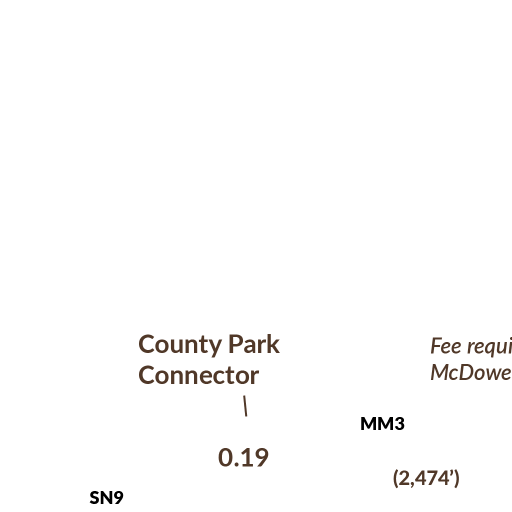 County Park
Connector
Fee requi
McDowe
MM3
0.19
(2,474’)
SN9